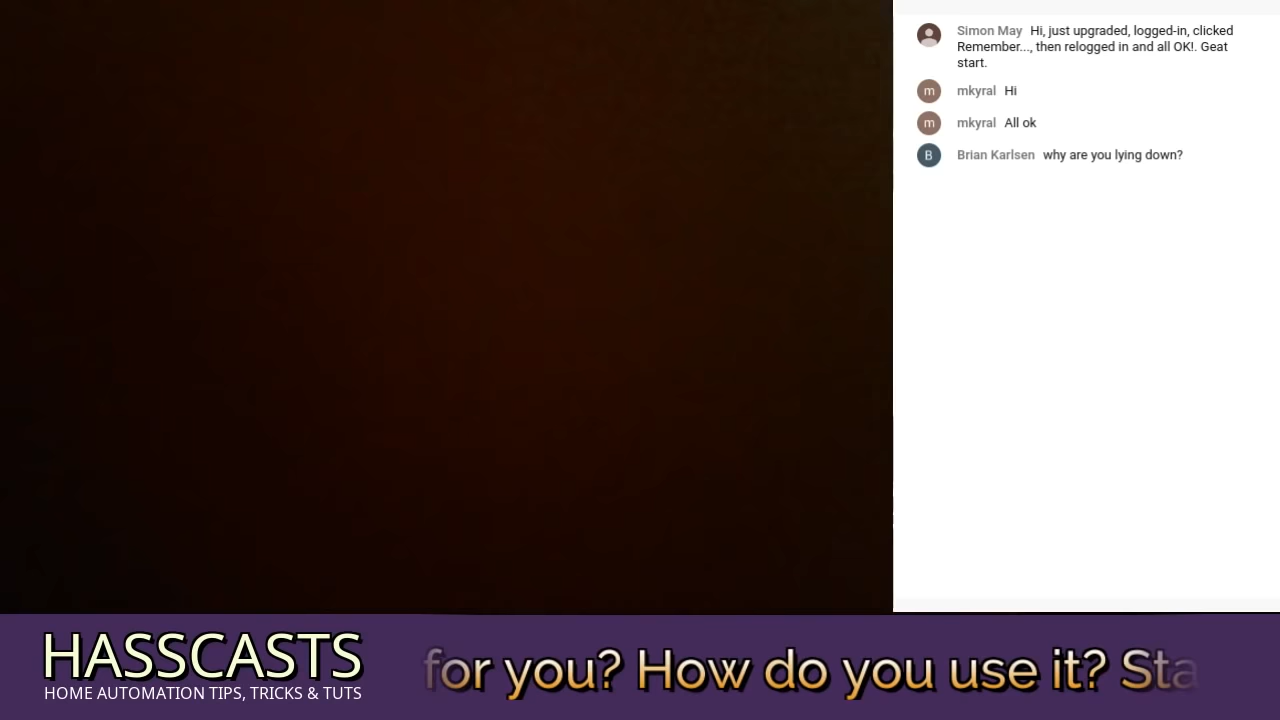 Simon May Hi, just upgraded, logged-in, clicked
Remember..., then relogged in and all OK!. Geat
start.
m mkyral Hi
m mkyral All ok
B Brian Karlsen why are you lying down?
HASSCASTS
HOME AUTOMATION TIPS, TRICKS & TUTS
for you? How do you use it? Sta